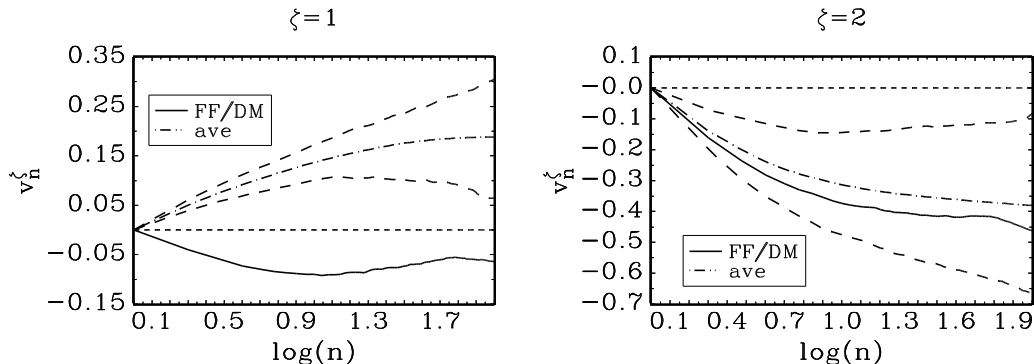 ζ=1
0.35
0.25
0.15
0.05
−0.05
−0.15
v_n^ζ
FF/DM
ave
0.1 0.5 0.9 1.3 1.7
log(n)
ζ=2
0.1
−0.0
−0.1
−0.2
−0.3
−0.4
−0.5
−0.6
−0.7
v_n^ζ
FF/DM
ave
0.1 0.4 0.7 1.0 1.3 1.6 1.9
log(n)